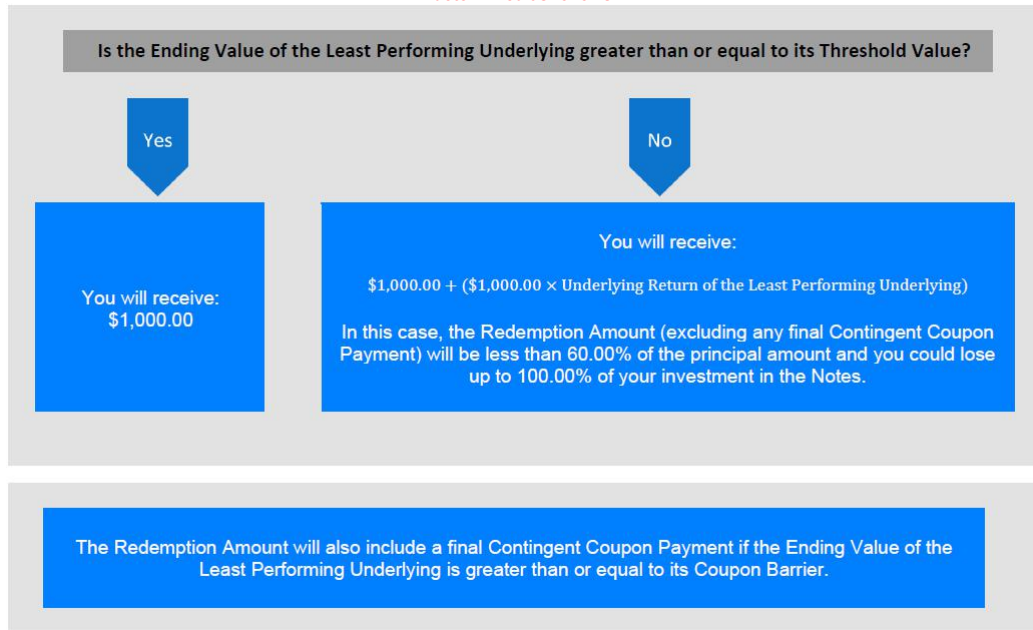 Is the Ending Value of the Least Performing Underlying greater than or equal to its Threshold Value?
Yes
No
You will receive:
$1,000.00
You will receive:
$1,000.00 + ($1,000.00 × Underlying Return of the Least Performing Underlying)
In this case, the Redemption Amount (excluding any final Contingent Coupon
Payment) will be less than 60.00% of the principal amount and you could lose
up to 100.00% of your investment in the Notes.
The Redemption Amount will also include a final Contingent Coupon Payment if the Ending Value of the
Least Performing Underlying is greater than or equal to its Coupon Barrier.